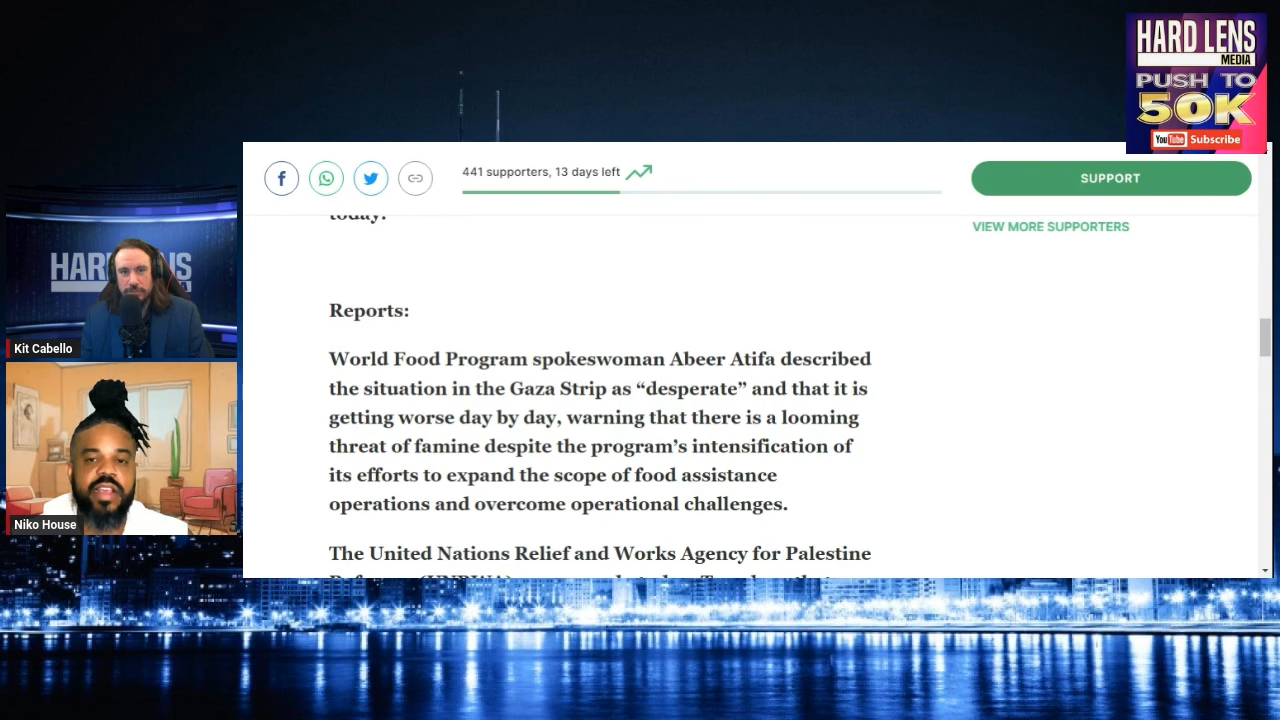 HARD LENS
MEDIA
PUSH TO
50K
YouTube Subscribe
441 supporters, 13 days left
SUPPORT
today.
VIEW MORE SUPPORTERS
Reports:
World Food Program spokeswoman Abeer Atifa described
the situation in the Gaza Strip as “desperate” and that it is
getting worse day by day, warning that there is a looming
threat of famine despite the program’s intensification of
its efforts to expand the scope of food assistance
operations and overcome operational challenges.
The United Nations Relief and Works Agency for Palestine
Kit Cabello
Niko House